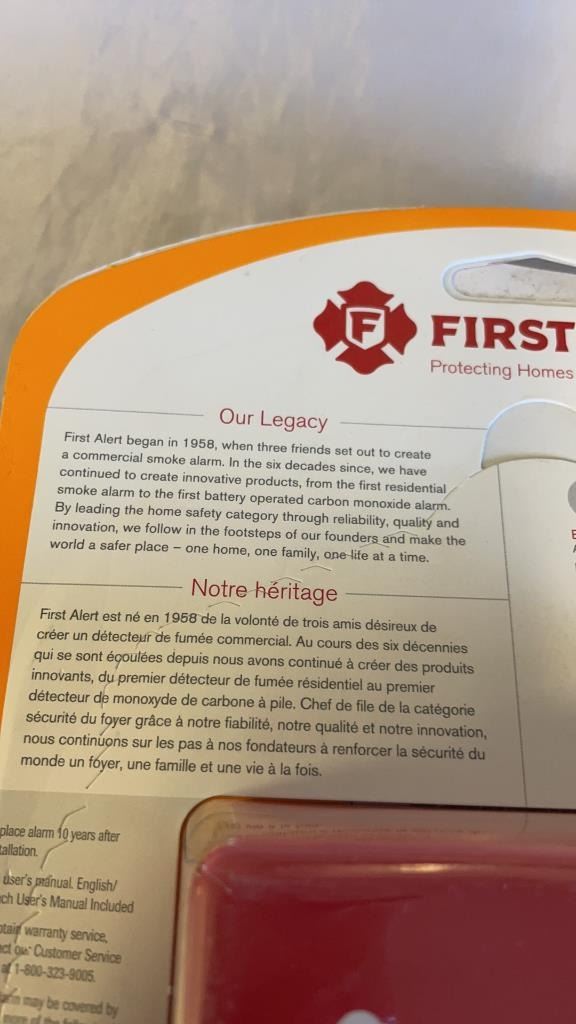 F
FIRST
Protecting Homes
Our Legacy
First Alert began in 1958, when three friends set out to create
a commercial smoke alarm. In the six decades since, we have
continued to create innovative products, from the first residential
smoke alarm to the first battery operated carbon monoxide alarm.
By leading the home safety category through reliability, quality and
innovation, we follow in the footsteps of our founders and make the
world a safer place – one home, one family, one life at a time.
Notre héritage
First Alert est né en 1958 de la volonté de trois amis désireux de
créer un détecteur de fumée commercial. Au cours des six décennies
qui se sont écoulées depuis nous avons continué à créer des produits
innovants, du premier détecteur de fumée résidentiel au premier
détecteur de monoxyde de carbone à pile. Chef de file de la catégorie
sécurité du foyer grâce à notre fiabilité, notre qualité et notre innovation,
nous continuons sur les pas à nos fondateurs à renforcer la sécurité du
monde un foyer, une famille et une vie à la fois.
place alarm 10 years after
tallation.
user's manual. English/
ch User's Manual Included
btain warranty service,
act our Customer Service
at 1-800-323-9005.
may be covered by